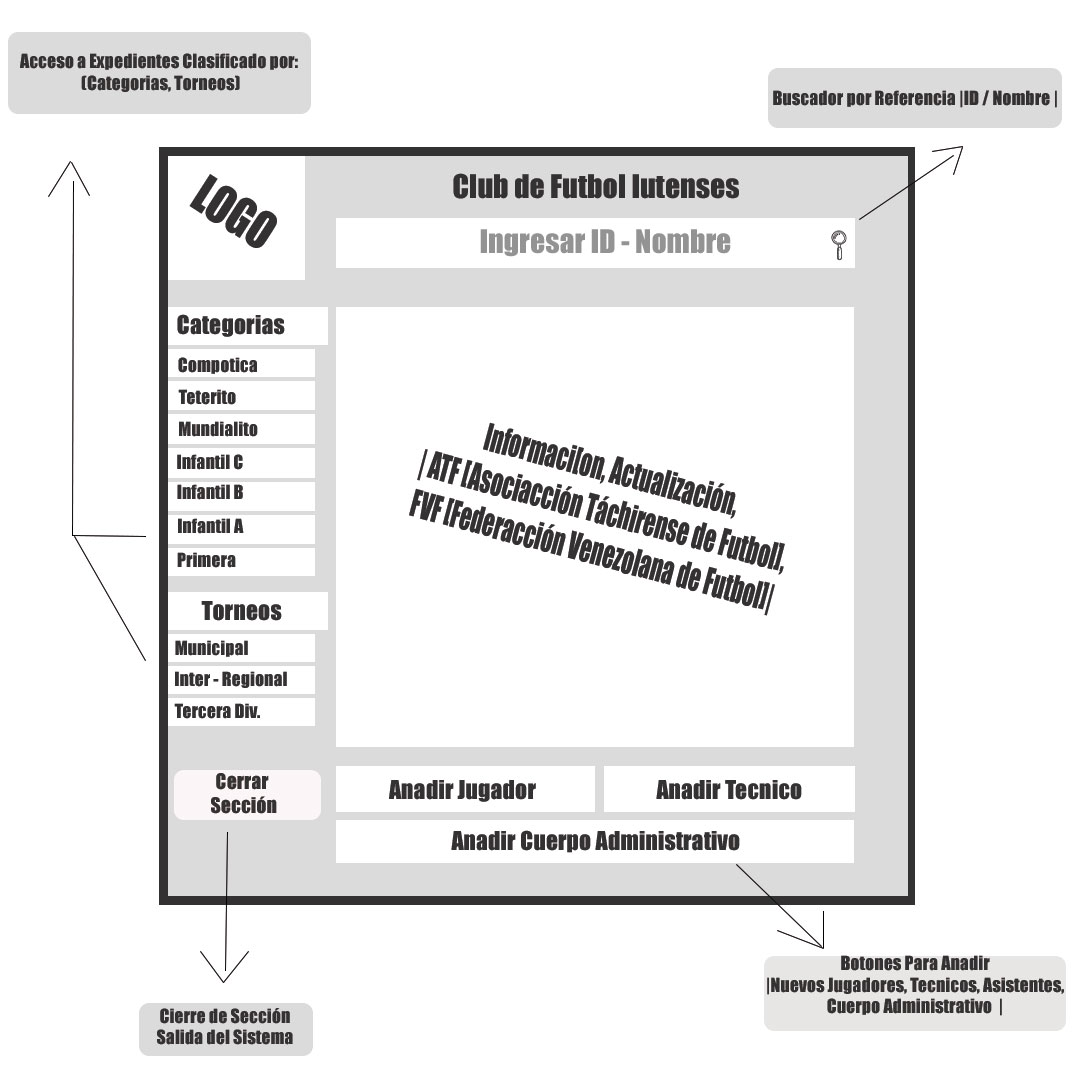 Acceso a Expedientes Clasificado por:
(Categorias, Torneos)
Buscador por Referencia |ID / Nombre |
LOGO
Club de Futbol Iutenses
Ingresar ID - Nombre
Categorias
Compotica
Teterito
Mundialito
Infantil C
Infantil B
Infantil A
Primera
Torneos
Municipal
Inter - Regional
Tercera Div.
Cerrar
Sección
Informacilon, Actualización,
| ATF [Asociacción Táchirense de Futbol],
FVF [Federacción Venezolana de Futbol]|
Anadir Jugador
Anadir Tecnico
Anadir Cuerpo Administrativo
Cierre de Sección
Salida del Sistema
Botones Para Anadir
|Nuevos Jugadores, Tecnicos, Asistentes,
Cuerpo Administrativo |